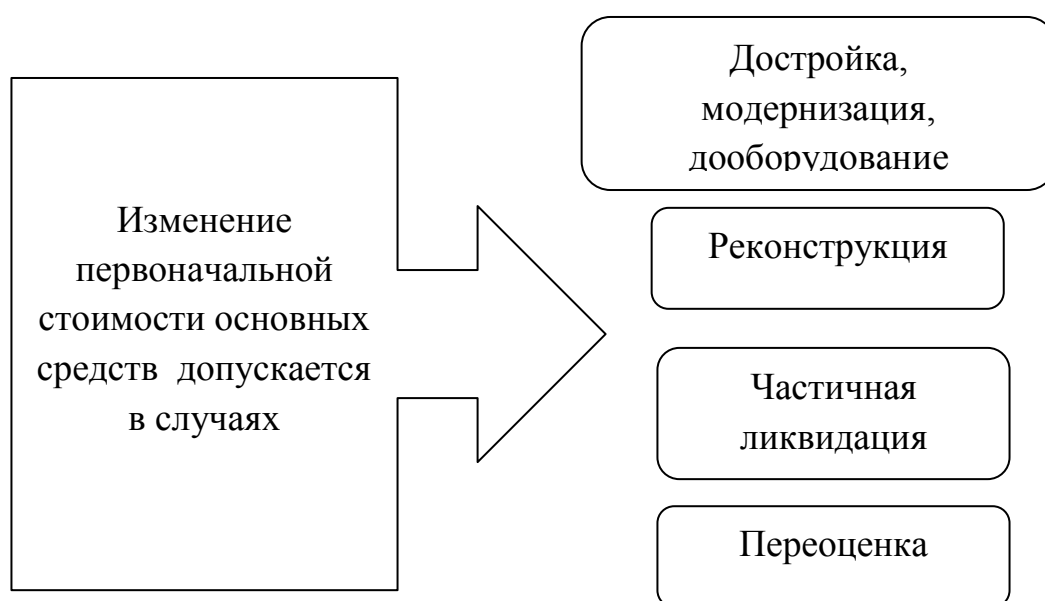 Изменение
первоначальной
стоимости основных
средств допускается
в случаях
Достройка,
модернизация,
дооборудование
Реконструкция
Частичная
ликвидация
Переоценка